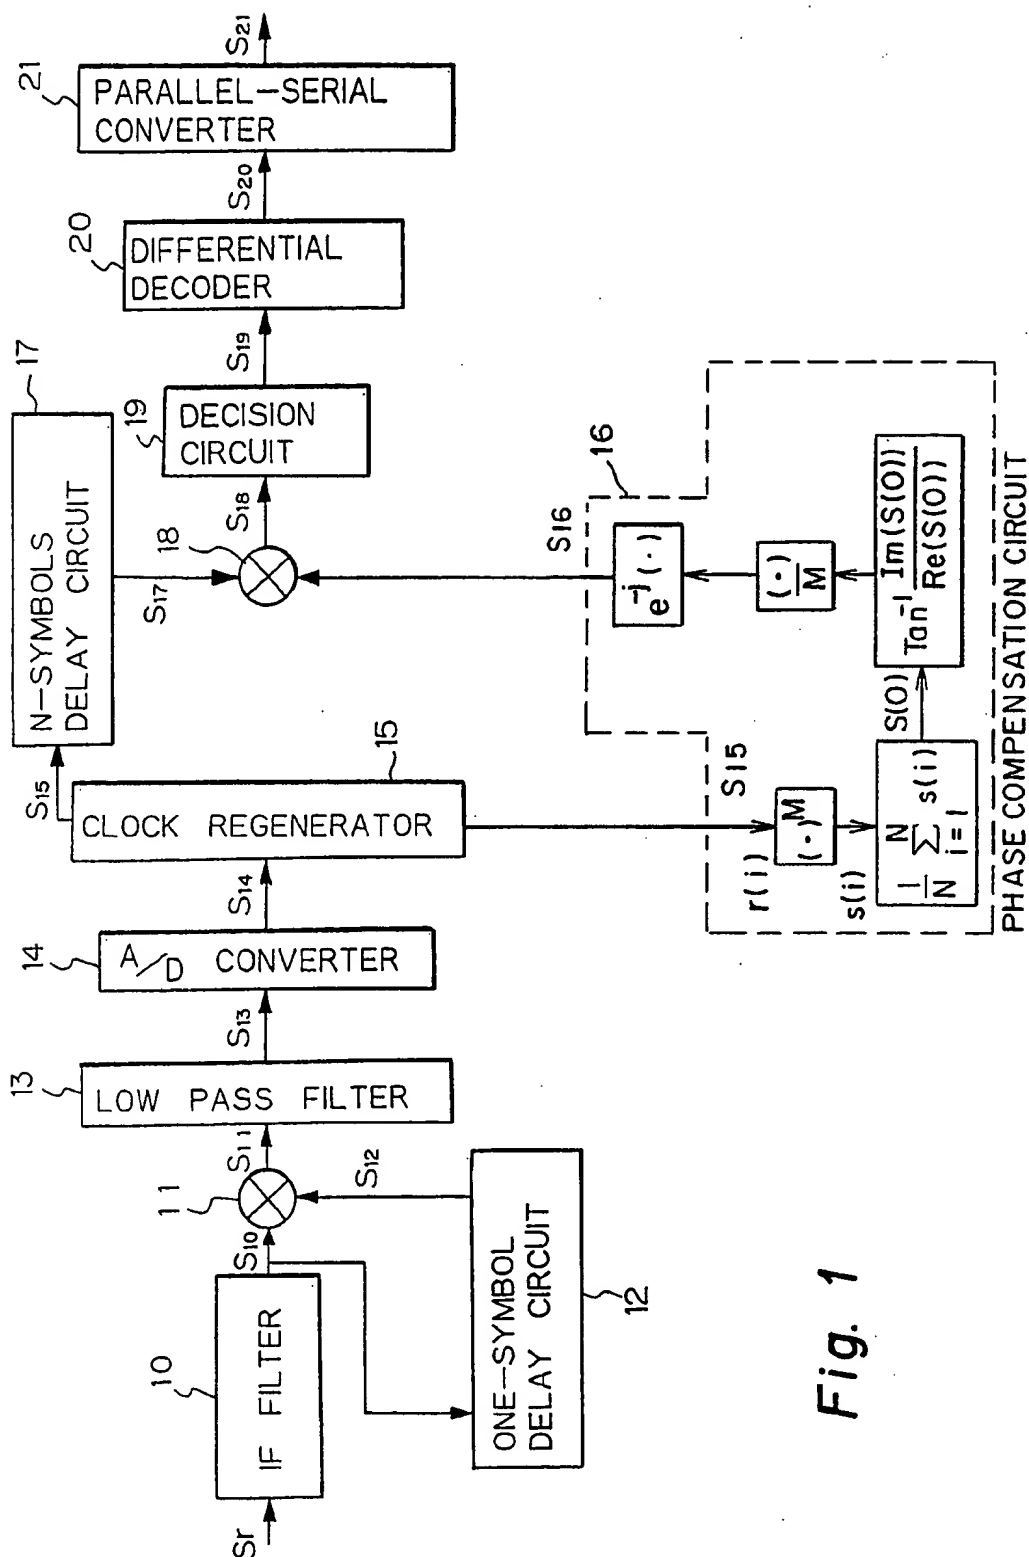 Sr
10
IF FILTER
S10
11
S11
S12
ONE-SYMBOL
DELAY CIRCUIT
12
13
LOW PASS FILTER
S13
14
A/D CONVERTER
S14
15
CLOCK REGENERATOR
S15
17
N-SYMBOLS
DELAY CIRCUIT
S17
18
S18
19
DECISION
CIRCUIT
S19
20
DIFFERENTIAL
DECODER
S20
21
PARALLEL-SERIAL
CONVERTER
S21
S15
r(i)
(·)^M
s(i)
1/N Σ_{i=1}^{N} s(i)
S(0)
Tan^-1 Im(S(0))/Re(S(0))
(·)/M
e^-j(·)
S16
16
PHASE COMPENSATION CIRCUIT
Fig. 1